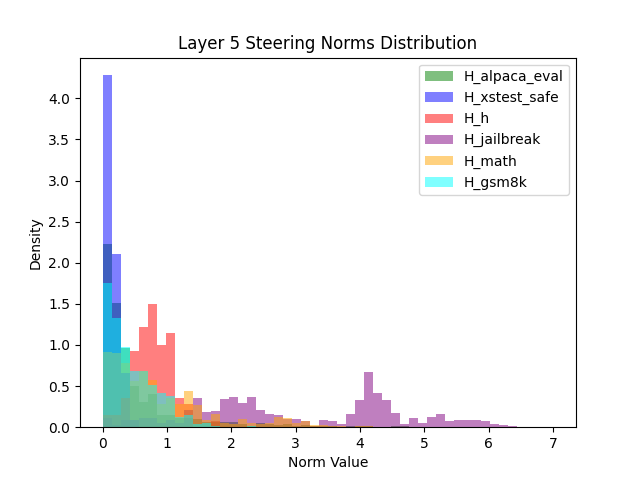 Layer 5 Steering Norms Distribution
H_alpaca_eval
H_xstest_safe
H_h
H_jailbreak
H_math
H_gsm8k
Density
4.0
3.5
3.0
2.5
2.0
1.5
1.0
0.5
0.0
0 1 2 3 4 5 6 7
Norm Value